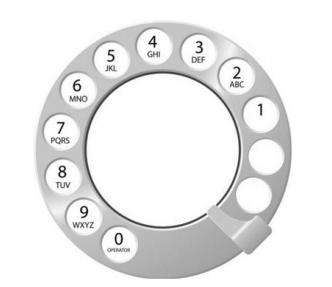 1
2
ABC
3
DEF
4
GHI
5
JKL
6
MNO
7
PQRS
8
TUV
9
WXYZ
0
OPERATOR